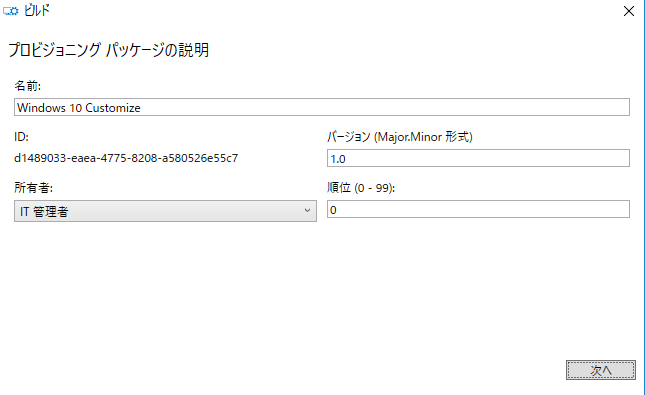 ビルド
プロビジョニング パッケージの説明
名前:
Windows 10 Customize
ID:
d1489033-eaea-4775-8208-a580526e55c7
バージョン (Major.Minor 形式)
1.0
所有者:
IT 管理者
順位 (0 - 99):
0
次へ